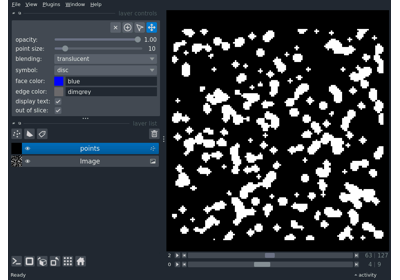 File View Plugins Window Help
layer controls
opacity: 1.00
point size: 10
blending: translucent
symbol: disc
face color: blue
edge color: dimgrey
display text:
out of slice:
layer list
points
Image
2 63 127
0 4 9
Ready activity